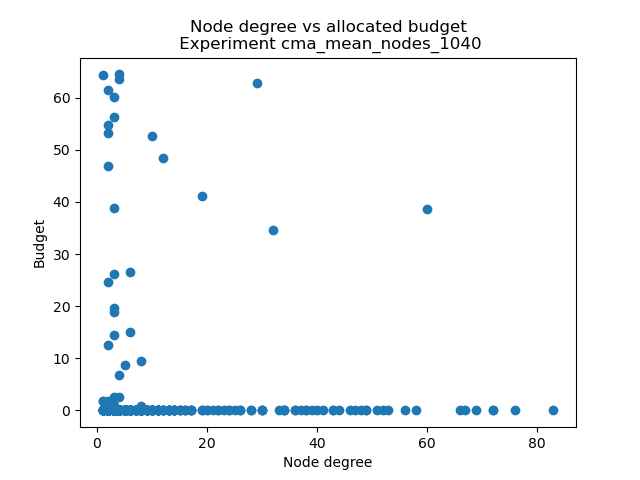 Node degree vs allocated budget
Experiment cma_mean_nodes_1040
60
50
40
30
20
10
0
Budget
0 20 40 60 80
Node degree